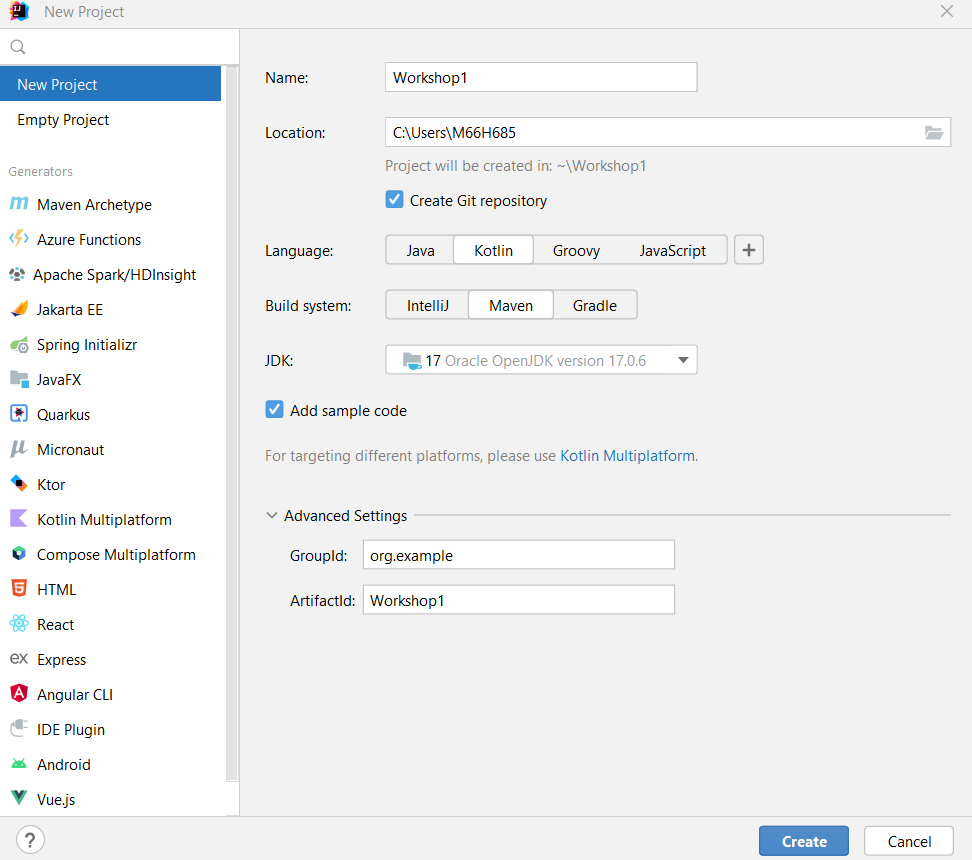 New Project
New Project
Empty Project
Generators
Maven Archetype
Azure Functions
Apache Spark/HDInsight
Jakarta EE
Spring Initializr
JavaFX
Quarkus
Micronaut
Ktor
Kotlin Multiplatform
Compose Multiplatform
HTML
React
ex Express
Angular CLI
IDE Plugin
Android
Vue.js
Name: Workshop1
Location: C:\Users\M66H685
Project will be created in: ~\Workshop1
Create Git repository
Language: Java Kotlin Groovy JavaScript +
Build system: IntelliJ Maven Gradle
JDK: 17 Oracle OpenJDK version 17.0.6
Add sample code
For targeting different platforms, please use Kotlin Multiplatform.
Advanced Settings
GroupId: org.example
ArtifactId: Workshop1
? Create Cancel